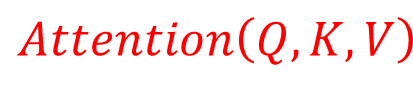 Attention(Q, K, V)